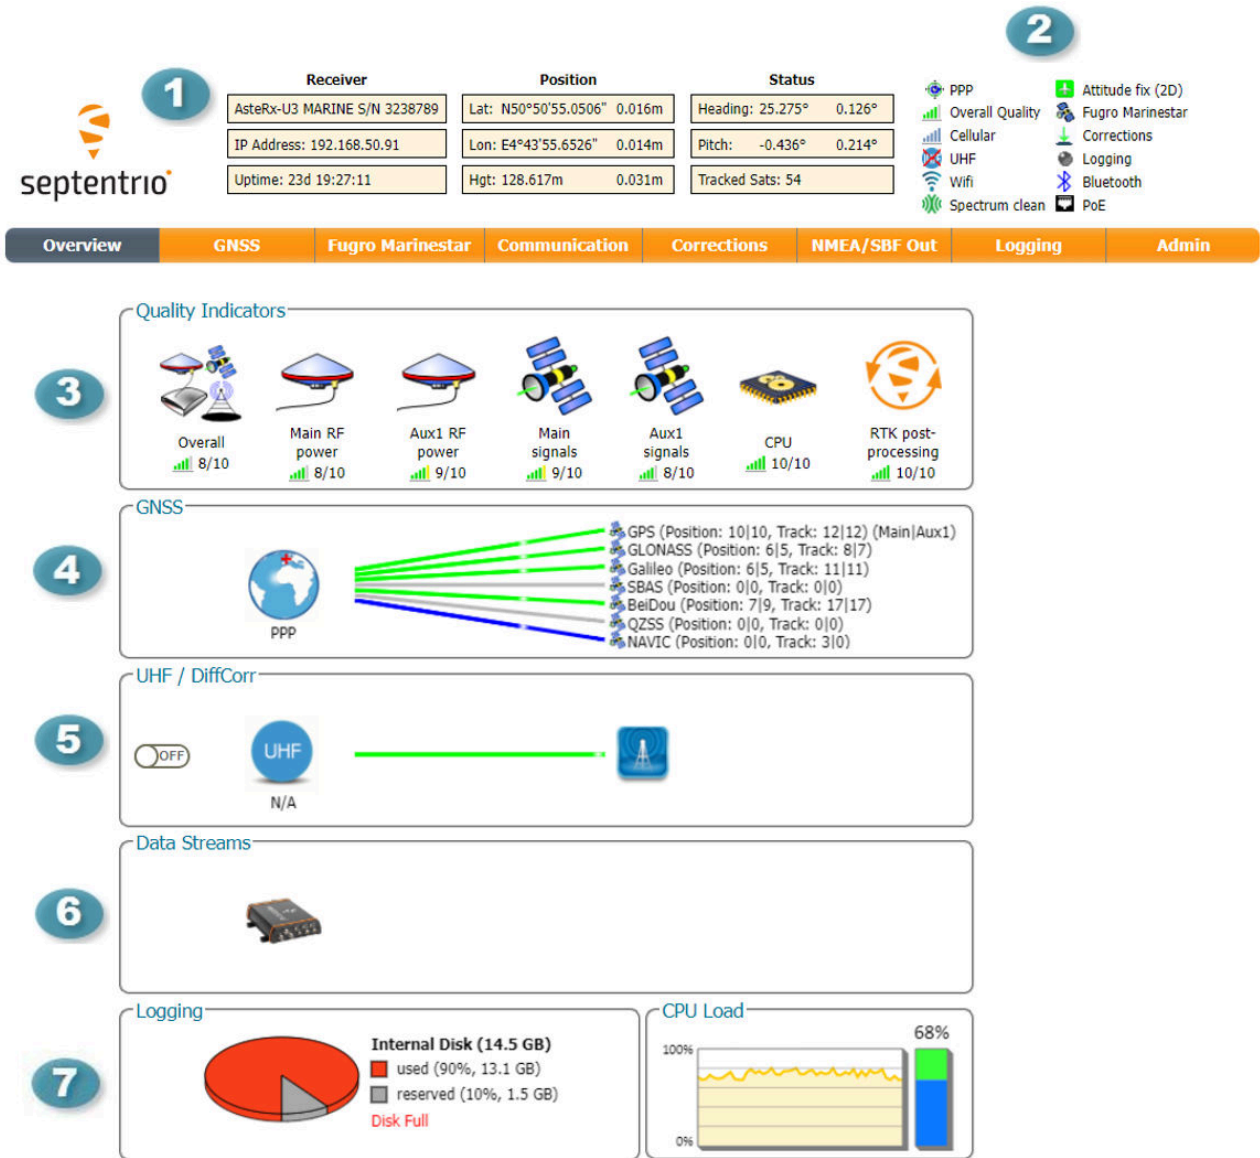 2
1
Receiver
Position
Status
AsteRx-U3 MARINE S/N 3238789
Lat: N50°50'55.0506" 0.016m
Heading: 25.275° 0.126°
IP Address: 192.168.50.91
Lon: E4°43'55.6526" 0.014m
Pitch: -0.436° 0.214°
Uptime: 23d 19:27:11
Hgt: 128.617m 0.031m
Tracked Sats: 54
PPP
Attitude fix (2D)
Overall Quality
Fugro Marinestar
Cellular
Corrections
UHF
Logging
Wifi
Bluetooth
Spectrum clean
PoE
septentrio
Overview GNSS Fugro Marinestar Communication Corrections NMEA/SBF Out Logging Admin
3
Quality Indicators
Overall
8/10
Main RF
power
8/10
Aux1 RF
power
9/10
Main
signals
9/10
Aux1
signals
8/10
CPU
10/10
RTK post-
processing
10/10
4
GNSS
PPP
GPS (Position: 10|10, Track: 12|12) (Main|Aux1)
GLONASS (Position: 6|5, Track: 8|7)
Galileo (Position: 6|5, Track: 11|11)
SBAS (Position: 0|0, Track: 0|0)
BeiDou (Position: 7|9, Track: 17|17)
QZSS (Position: 0|0, Track: 0|0)
NAVIC (Position: 0|0, Track: 3|0)
5
UHF / DiffCorr
OFF
UHF
N/A
6
Data Streams
7
Logging
Internal Disk (14.5 GB)
used (90%, 13.1 GB)
reserved (10%, 1.5 GB)
Disk Full
CPU Load
68%
100%
0%